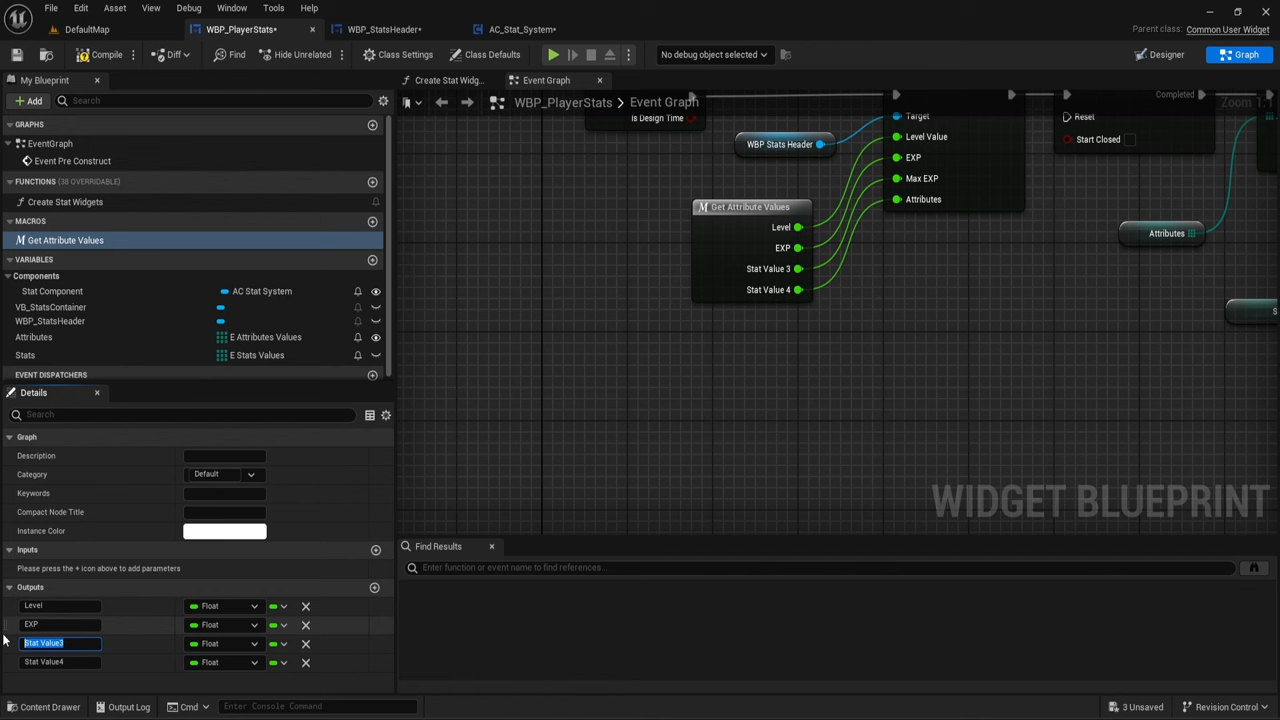 File Edit Asset View Debug Window Tools Help
DefaultMap WBP_PlayerStats* WBP_StatsHeader* AC_Stat_System*
Parent class: Common User Widget
Compile Diff Find Hide Unrelated Class Settings Class Defaults No debug object selected Designer Graph
My Blueprint Create Stat Widg... Event Graph
Add Search WBP_PlayerStats > Event Graph Zoom 1:1
GRAPHS
EventGraph
Event Pre Construct
FUNCTIONS (38 OVERRIDABLE)
Create Stat Widgets
MACROS
Get Attribute Values
VARIABLES
Components
Stat Component AC Stat System
VB_StatsContainer
WBP_StatsHeader
Attributes E Attributes Values
Stats E Stats Values
EVENT DISPATCHERS
Is Design Time
WBP Stats Header
Target
Level Value
EXP
Max EXP
Attributes
Completed
Reset
Start Closed
Get Attribute Values
Level
EXP
Stat Value 3
Stat Value 4
Attributes
S
WIDGET BLUEPRINT
Details
Search
Graph
Description
Category Default
Keywords
Compact Node Title
Instance Color
Inputs
Please press the + icon above to add parameters
Outputs
Level Float
EXP Float
Stat Value3 Float
Stat Value4 Float
Find Results
Enter function or event name to find references...
Content Drawer Output Log Cmd Enter Console Command 3 Unsaved Revision Control